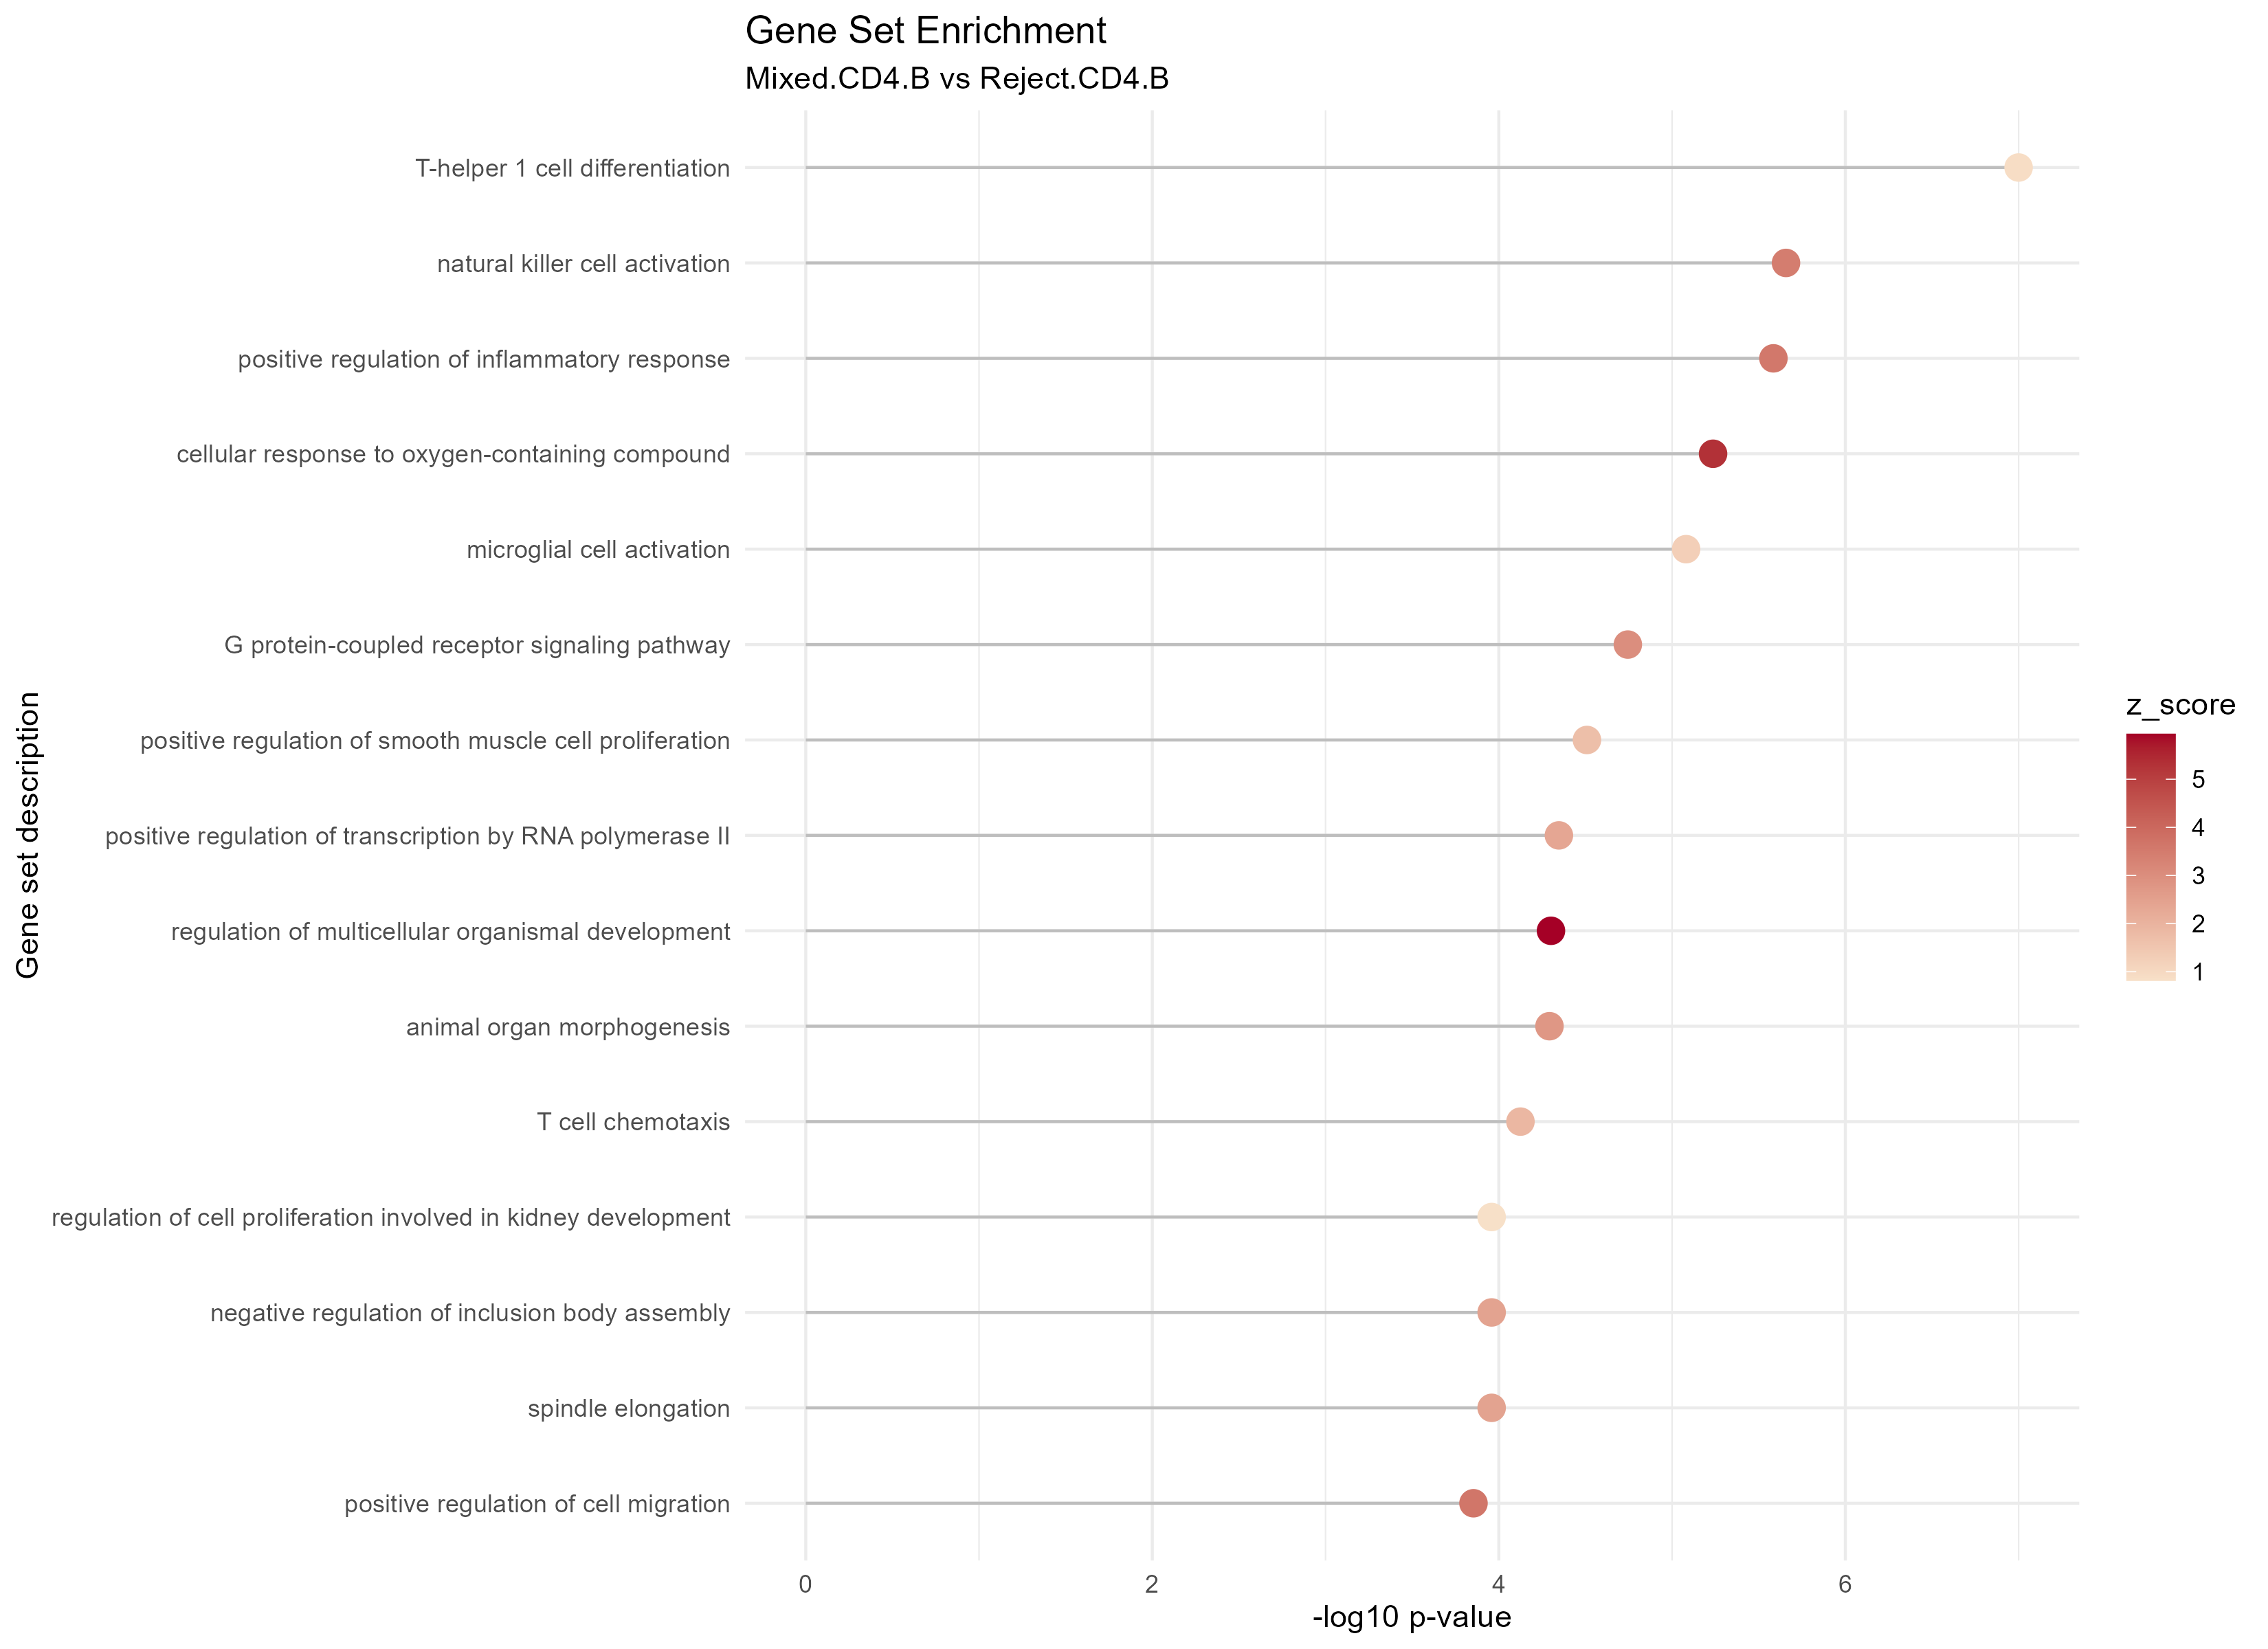 Gene Set Enrichment
Mixed.CD4.B vs Reject.CD4.B
Gene set description
T-helper 1 cell differentiation
natural killer cell activation
positive regulation of inflammatory response
cellular response to oxygen-containing compound
microglial cell activation
G protein-coupled receptor signaling pathway
positive regulation of smooth muscle cell proliferation
positive regulation of transcription by RNA polymerase II
regulation of multicellular organismal development
animal organ morphogenesis
T cell chemotaxis
regulation of cell proliferation involved in kidney development
negative regulation of inclusion body assembly
spindle elongation
positive regulation of cell migration
0 2 4 6
-log10 p-value
z_score
5
4
3
2
1